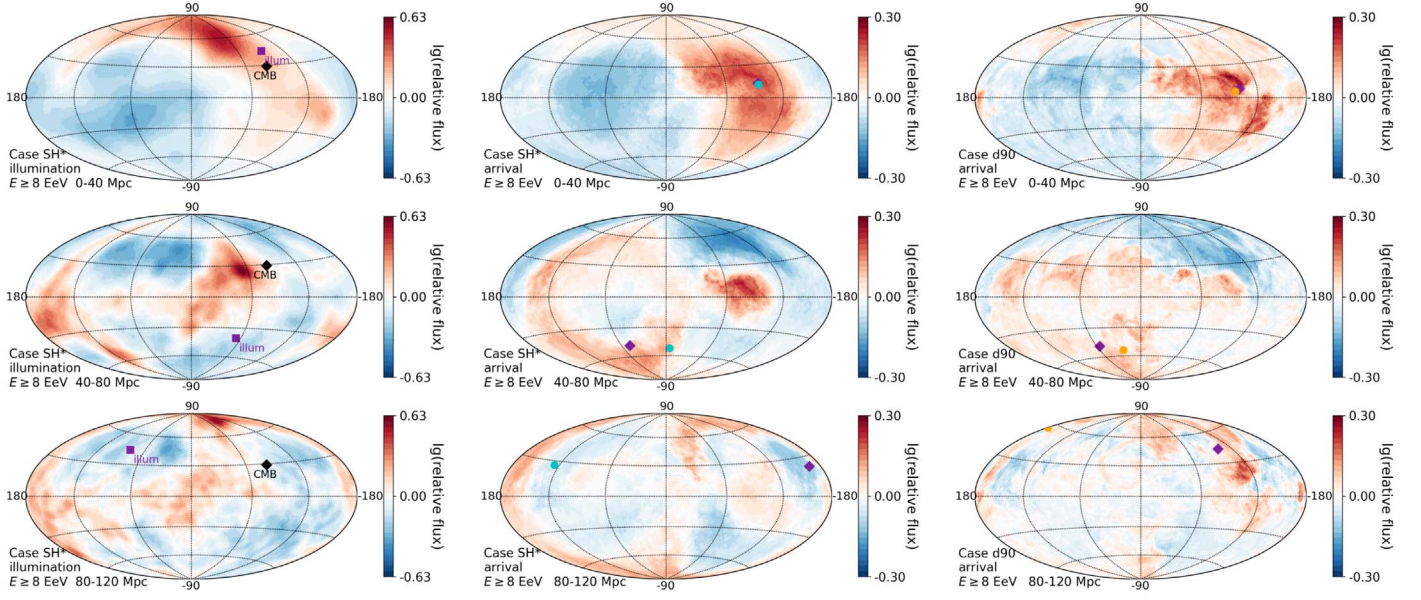 90
0.63
180
-180
0.00
lg(relative flux)
illum
CMB
Case SH*
illumination
E ≥ 8 EeV 0-40 Mpc
-90
-0.63
90
0.30
0.00
lg(relative flux)
Case SH*
arrival
E ≥ 8 EeV 0-40 Mpc
-90
-0.30
90
0.30
180
-180
0.00
lg(relative flux)
Case d90
arrival
E ≥ 8 EeV 0-40 Mpc
-90
-0.30
90
0.63
180
-180
0.00
lg(relative flux)
CMB
illum
Case SH*
illumination
E ≥ 8 EeV 40-80 Mpc
-90
-0.63
90
0.30
180
-180
0.00
lg(relative flux)
Case SH*
arrival
E ≥ 8 EeV 40-80 Mpc
-90
-0.30
90
0.30
180
-180
0.00
lg(relative flux)
Case d90
arrival
E ≥ 8 EeV 40-80 Mpc
-90
-0.30
90
0.63
180
-180
0.00
lg(relative flux)
illum
CMB
Case SH*
illumination
E ≥ 8 EeV 80-120 Mpc
-90
-0.63
90
0.30
180
-180
0.00
lg(relative flux)
Case SH*
arrival
E ≥ 8 EeV 80-120 Mpc
-90
-0.30
90
0.30
180
-180
0.00
lg(relative flux)
Case d90
arrival
E ≥ 8 EeV 80-120 Mpc
-90
-0.30